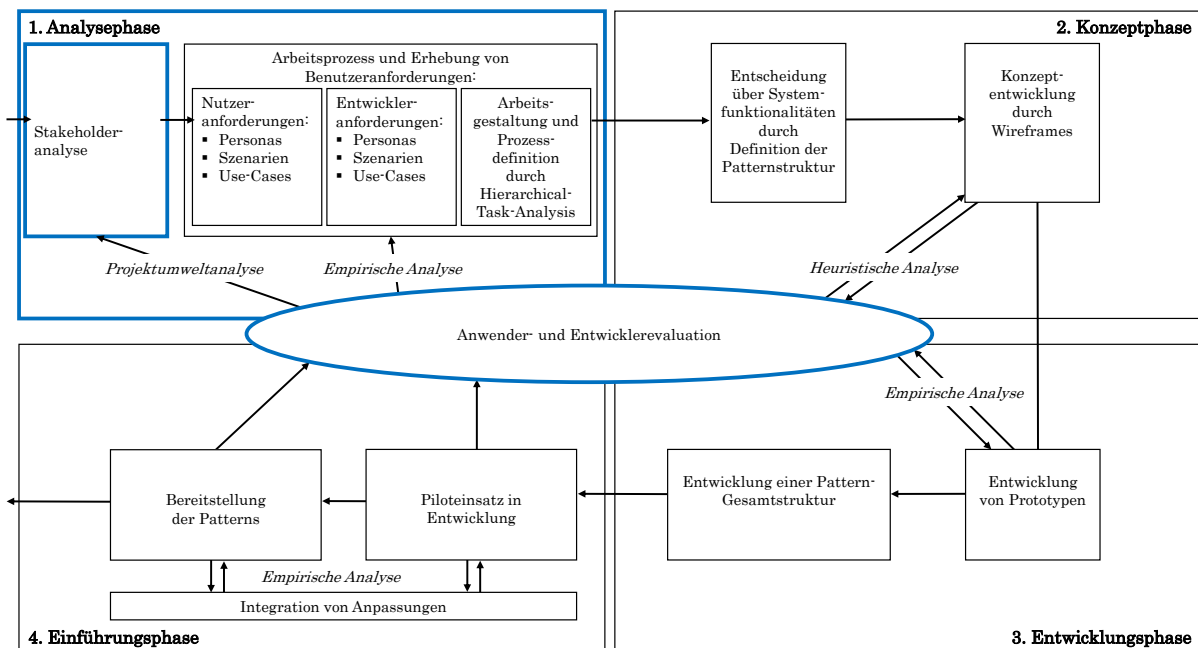 1. Analysephase
Stakeholder-
analyse
Arbeitsprozess und Erhebung von
Benutzeranforderungen:
Nutzer-
anforderungen:
▪ Personas
▪ Szenarien
▪ Use-Cases
Entwickler-
anforderungen:
▪ Personas
▪ Szenarien
▪ Use-Cases
Arbeits-
gestaltung und
Prozess-
definition
durch
Hierarchical-
Task-Analysis
Projektumweltanalyse
Empirische Analyse
2. Konzeptphase
Entscheidung
über System-
funktionalitäten
durch
Definition der
Patternstruktur
Konzept-
entwicklung
durch
Wireframes
Heuristische Analyse
Anwender- und Entwicklerevaluation
Empirische Analyse
Bereitstellung
der Patterns
Piloteinsatz in
Entwicklung
Entwicklung einer Pattern-
Gesamtstruktur
Entwicklung
von Prototypen
Empirische Analyse
Integration von Anpassungen
4. Einführungsphase
3. Entwicklungsphase